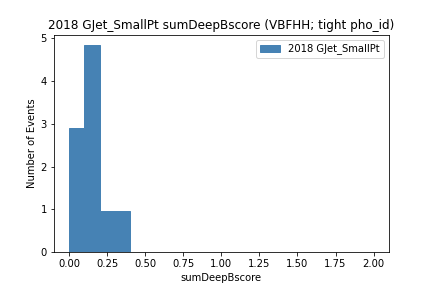 2018 GJet_SmallPt sumDeepBscore (VBFHH; tight pho_id)
2018 GJet_SmallPt
Number of Events
5
4
3
2
1
0
0.00 0.25 0.50 0.75 1.00 1.25 1.50 1.75 2.00
sumDeepBscore